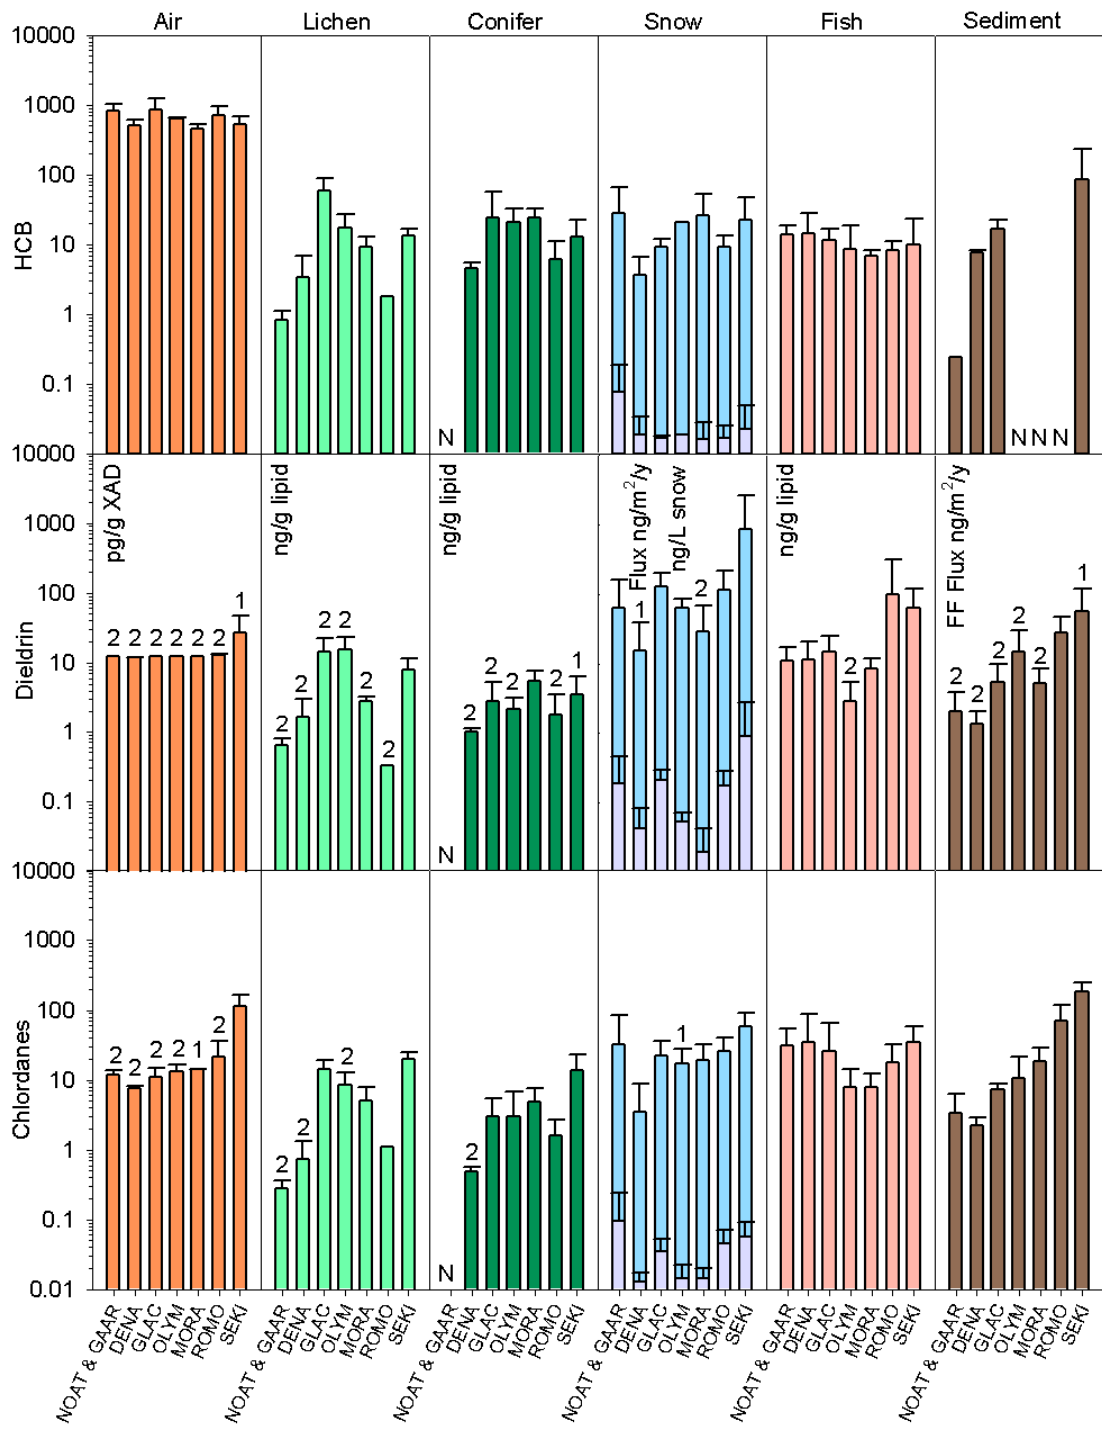 Air Lichen Conifer Snow Fish Sediment
HCB
10000
1000
100
10
1
0.1
N
N N N
Dieldrin
10000
1000
100
10
1
0.1
pg/g XAD
ng/g lipid
ng/g lipid
Flux ng/m²/y
ng/L snow
ng/g lipid
FF Flux ng/m²/y
2 2 2 2 2 2 1
2 2 2 2 2 2
N 2 2 2 2 1
1 2
2
2 2 2 2 2 1
Chlordanes
10000
1000
100
10
1
0.1
0.01
2 2 2 2 1 2
2 2 2
N 2
1
NOAT & GAAR DENA GLAC OLYM MORA ROMO SEKI
NOAT & GAAR DENA GLAC OLYM MORA ROMO SEKI
NOAT & GAAR DENA GLAC OLYM MORA ROMO SEKI
NOAT & GAAR DENA GLAC OLYM MORA ROMO SEKI
NOAT & GAAR DENA GLAC OLYM MORA ROMO SEKI
NOAT & GAAR DENA GLAC OLYM MORA ROMO SEKI